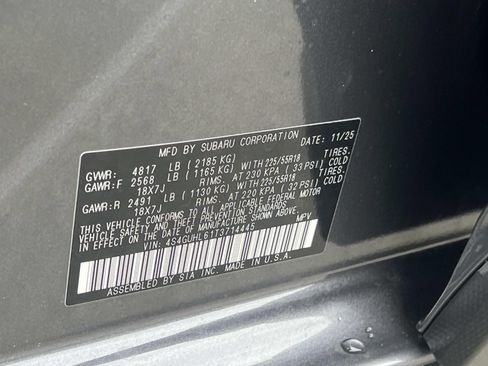 MFD BY SUBARU CORPORATION DATE: 11/25
GVWR: 4817 LB ( 2185 KG)
GAWR:F 2568 LB ( 1165 KG) WITH 225/55R18 TIRES.
18X7J RIMS. AT 230 KPA ( 33 PSI) COLD
GAWR:R 2491 LB ( 1130 KG) WITH 225/55R18 TIRES.
18X7J RIMS. AT 220 KPA ( 32 PSI) COLD
THIS VEHICLE CONFORMS TO ALL APPLICABLE FEDERAL MOTOR
VEHICLE SAFETY AND THEFT PREVENTION STANDARDS IN EFFECT ON THE
DATE OF MANUFACTURE SHOWN ABOVE.
VIN: 4S4GUHL61T3714445 MPV
ASSEMBLED BY SIA INC. MADE IN U.S.A.